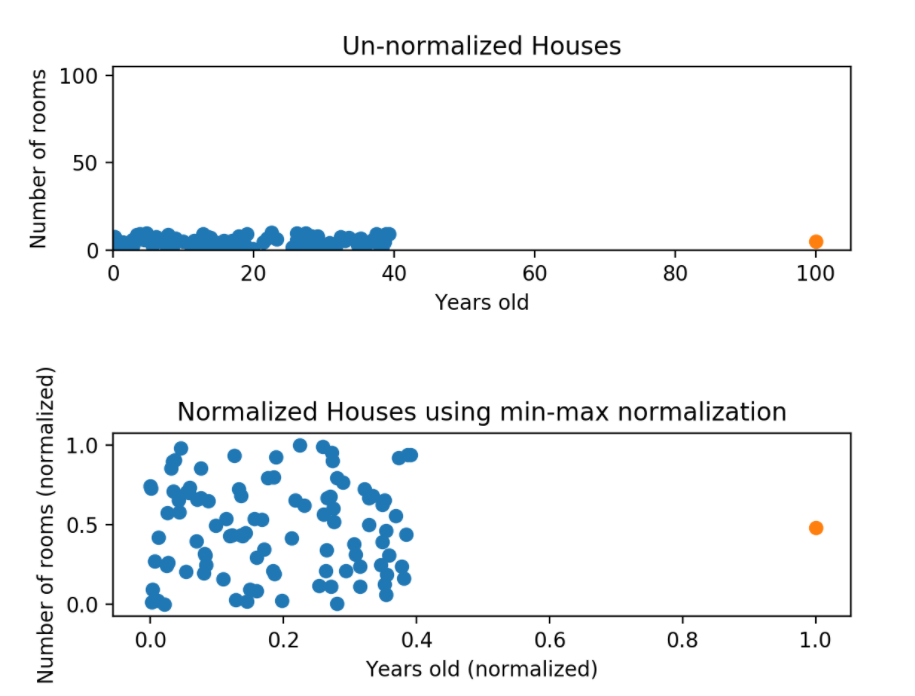 Un-normalized Houses
Number of rooms
100
50
0
0 20 40 60 80 100
Years old
Normalized Houses using min-max normalization
Number of rooms (normalized)
1.0
0.5
0.0
0.0 0.2 0.4 0.6 0.8 1.0
Years old (normalized)